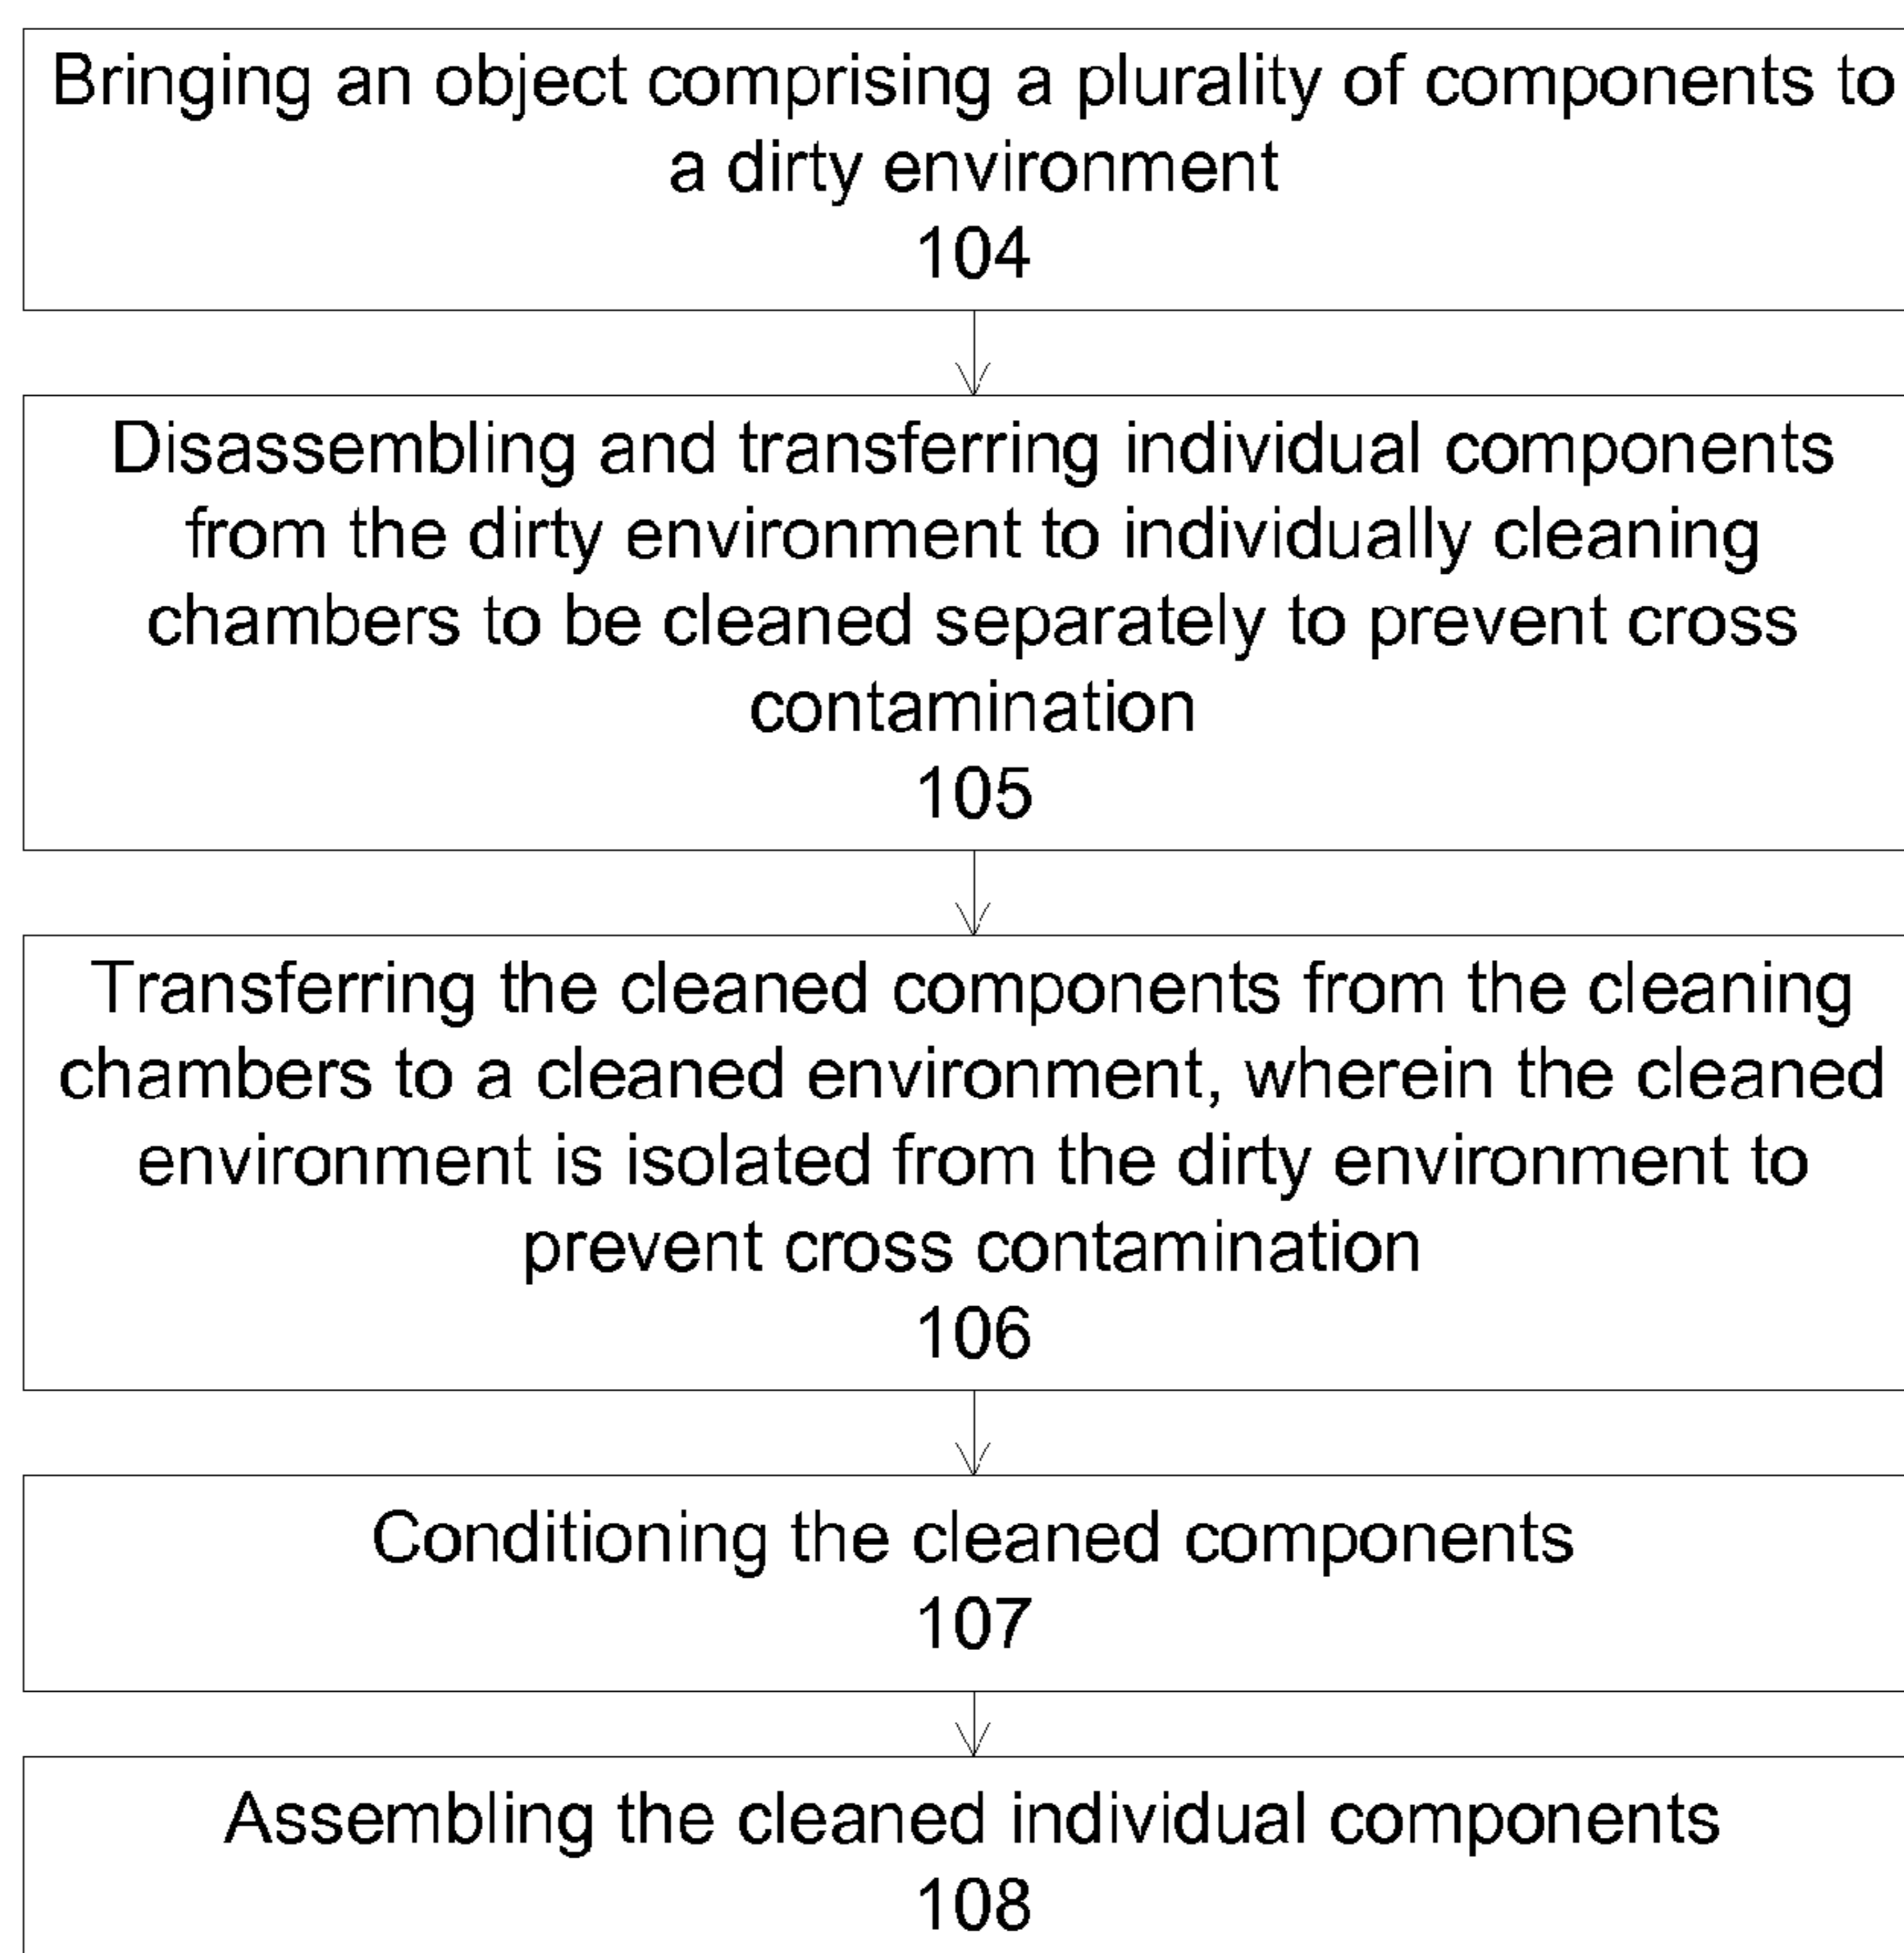 Bringing an object comprising a plurality of components to
a dirty environment
104
Disassembling and transferring individual components
from the dirty environment to individually cleaning
chambers to be cleaned separately to prevent cross
contamination
105
Transferring the cleaned components from the cleaning
chambers to a cleaned environment, wherein the cleaned
environment is isolated from the dirty environment to
prevent cross contamination
106
Conditioning the cleaned components
107
Assembling the cleaned individual components
108